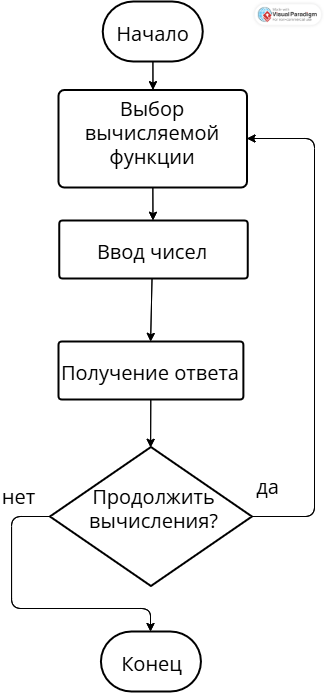 Visual Paradigm
Начало
Выбор
вычисляемой
функции
Ввод чисел
Получение ответа
Продолжить
вычисления?
нет
да
Конец